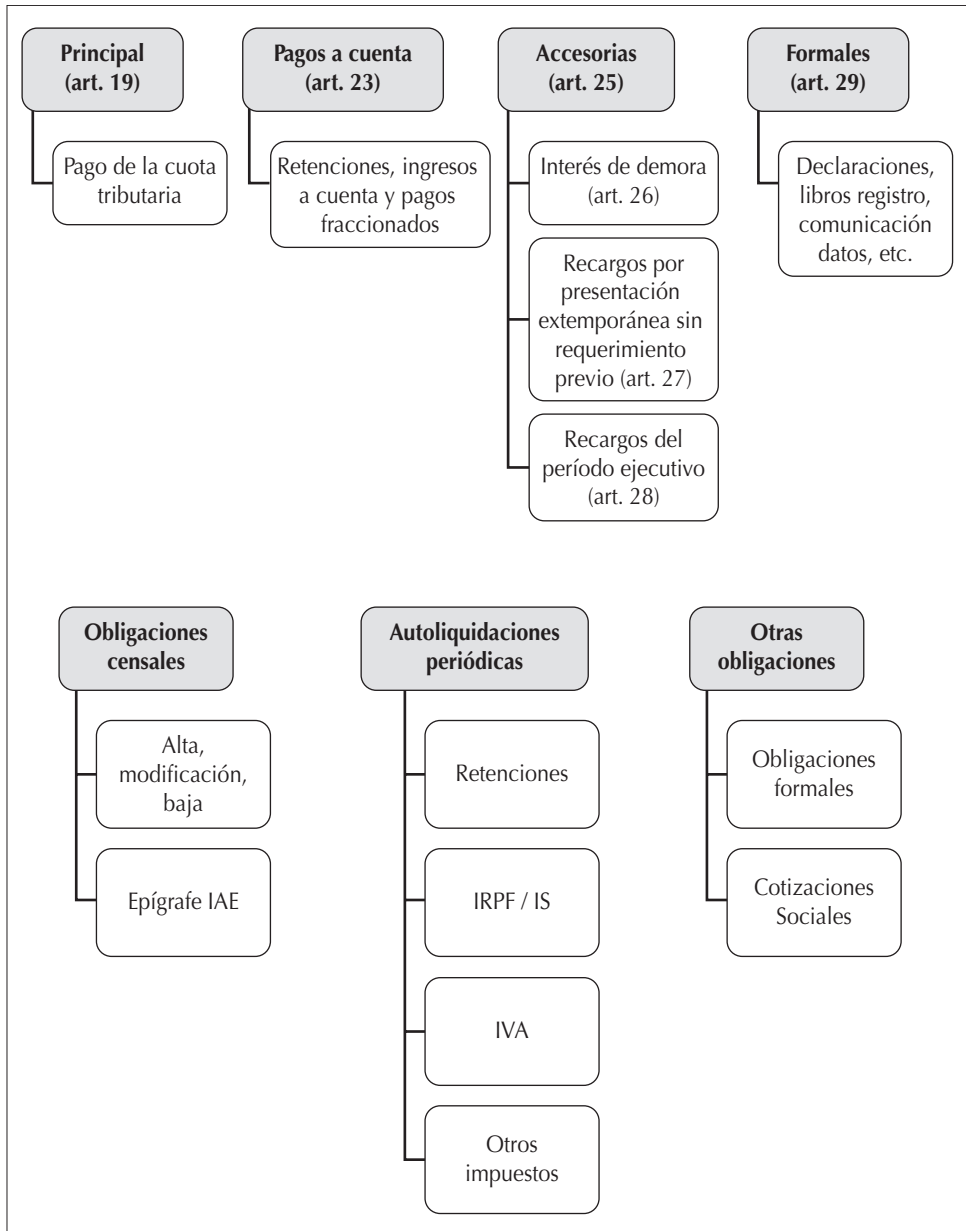 Principal
(art. 19)
Pago de la cuota
tributaria
Pagos a cuenta
(art. 23)
Retenciones, ingresos
a cuenta y pagos
fraccionados
Accesorias
(art. 25)
Interés de demora
(art. 26)
Recargos por
presentación
extemporánea sin
requerimiento
previo (art. 27)
Recargos del
período ejecutivo
(art. 28)
Formales
(art. 29)
Declaraciones,
libros registro,
comunicación
datos, etc.
Obligaciones
censales
Alta,
modificación,
baja
Epígrafe IAE
Autoliquidaciones
periódicas
Retenciones
IRPF / IS
IVA
Otros
impuestos
Otras
obligaciones
Obligaciones
formales
Cotizaciones
Sociales